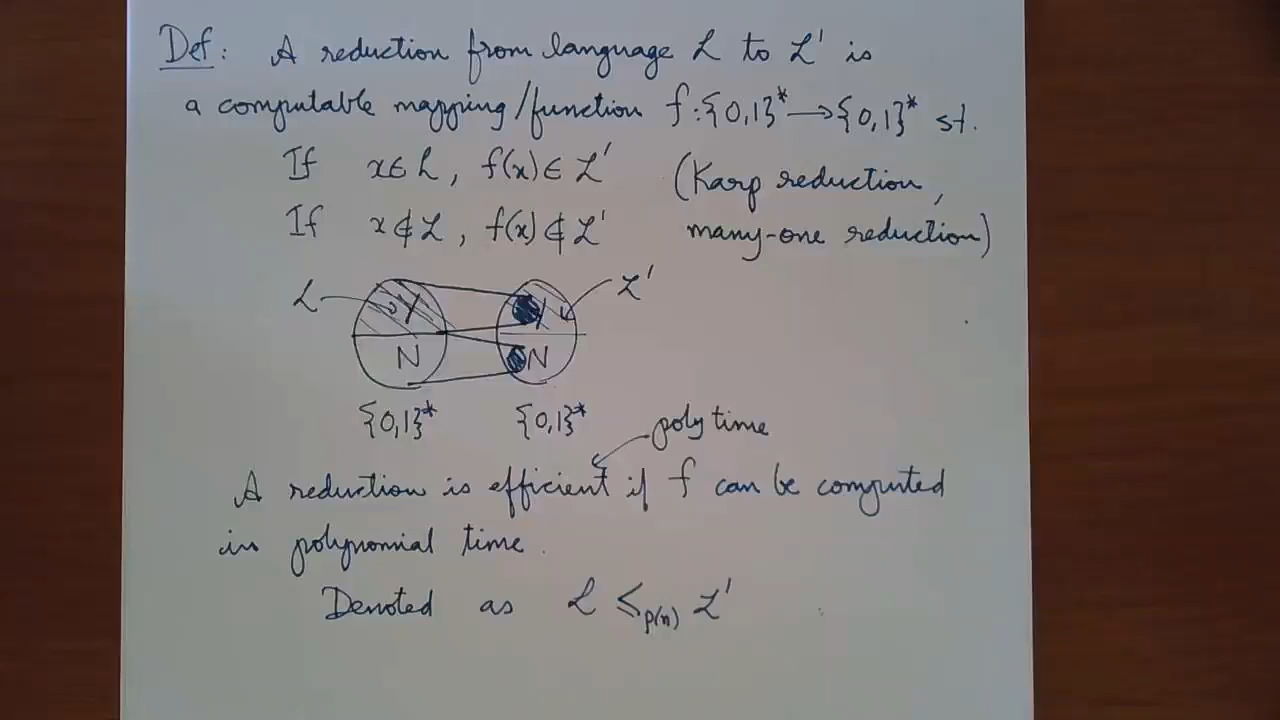 Def: A reduction from language L to L' is
a computable mapping/function f:{0,1}* → {0,1}* st.
If x∈L, f(x)∈L' (Karp reduction,
If x∉L, f(x)∉L' many-one reduction)
L Y Y L'
N N
{0,1}* {0,1}* poly time
A reduction is efficient if f can be computed
in polynomial time.
Denoted as L ≤p(n) L'